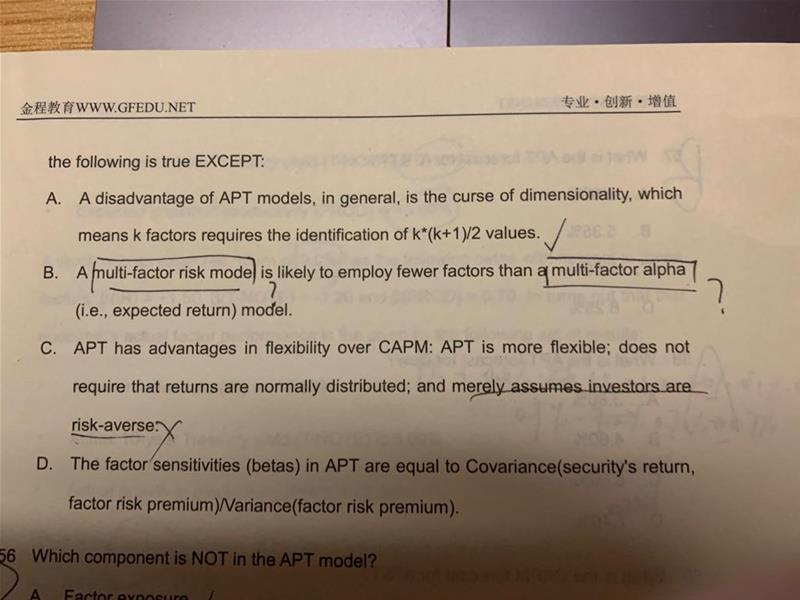 金程教育WWW.GFEDU.NET 专业·创新·增值
the following is true EXCEPT:
A. A disadvantage of APT models, in general, is the curse of dimensionality, which
means k factors requires the identification of k*(k+1)/2 values.
B. A multi-factor risk model is likely to employ fewer factors than a multi-factor alpha
(i.e., expected return) model.
?
?
C. APT has advantages in flexibility over CAPM: APT is more flexible; does not
require that returns are normally distributed; and merely assumes investors are
risk-averse.
D. The factor sensitivities (betas) in APT are equal to Covariance(security's return,
factor risk premium)/Variance(factor risk premium).
56 Which component is NOT in the APT model?
A. Factor exposure